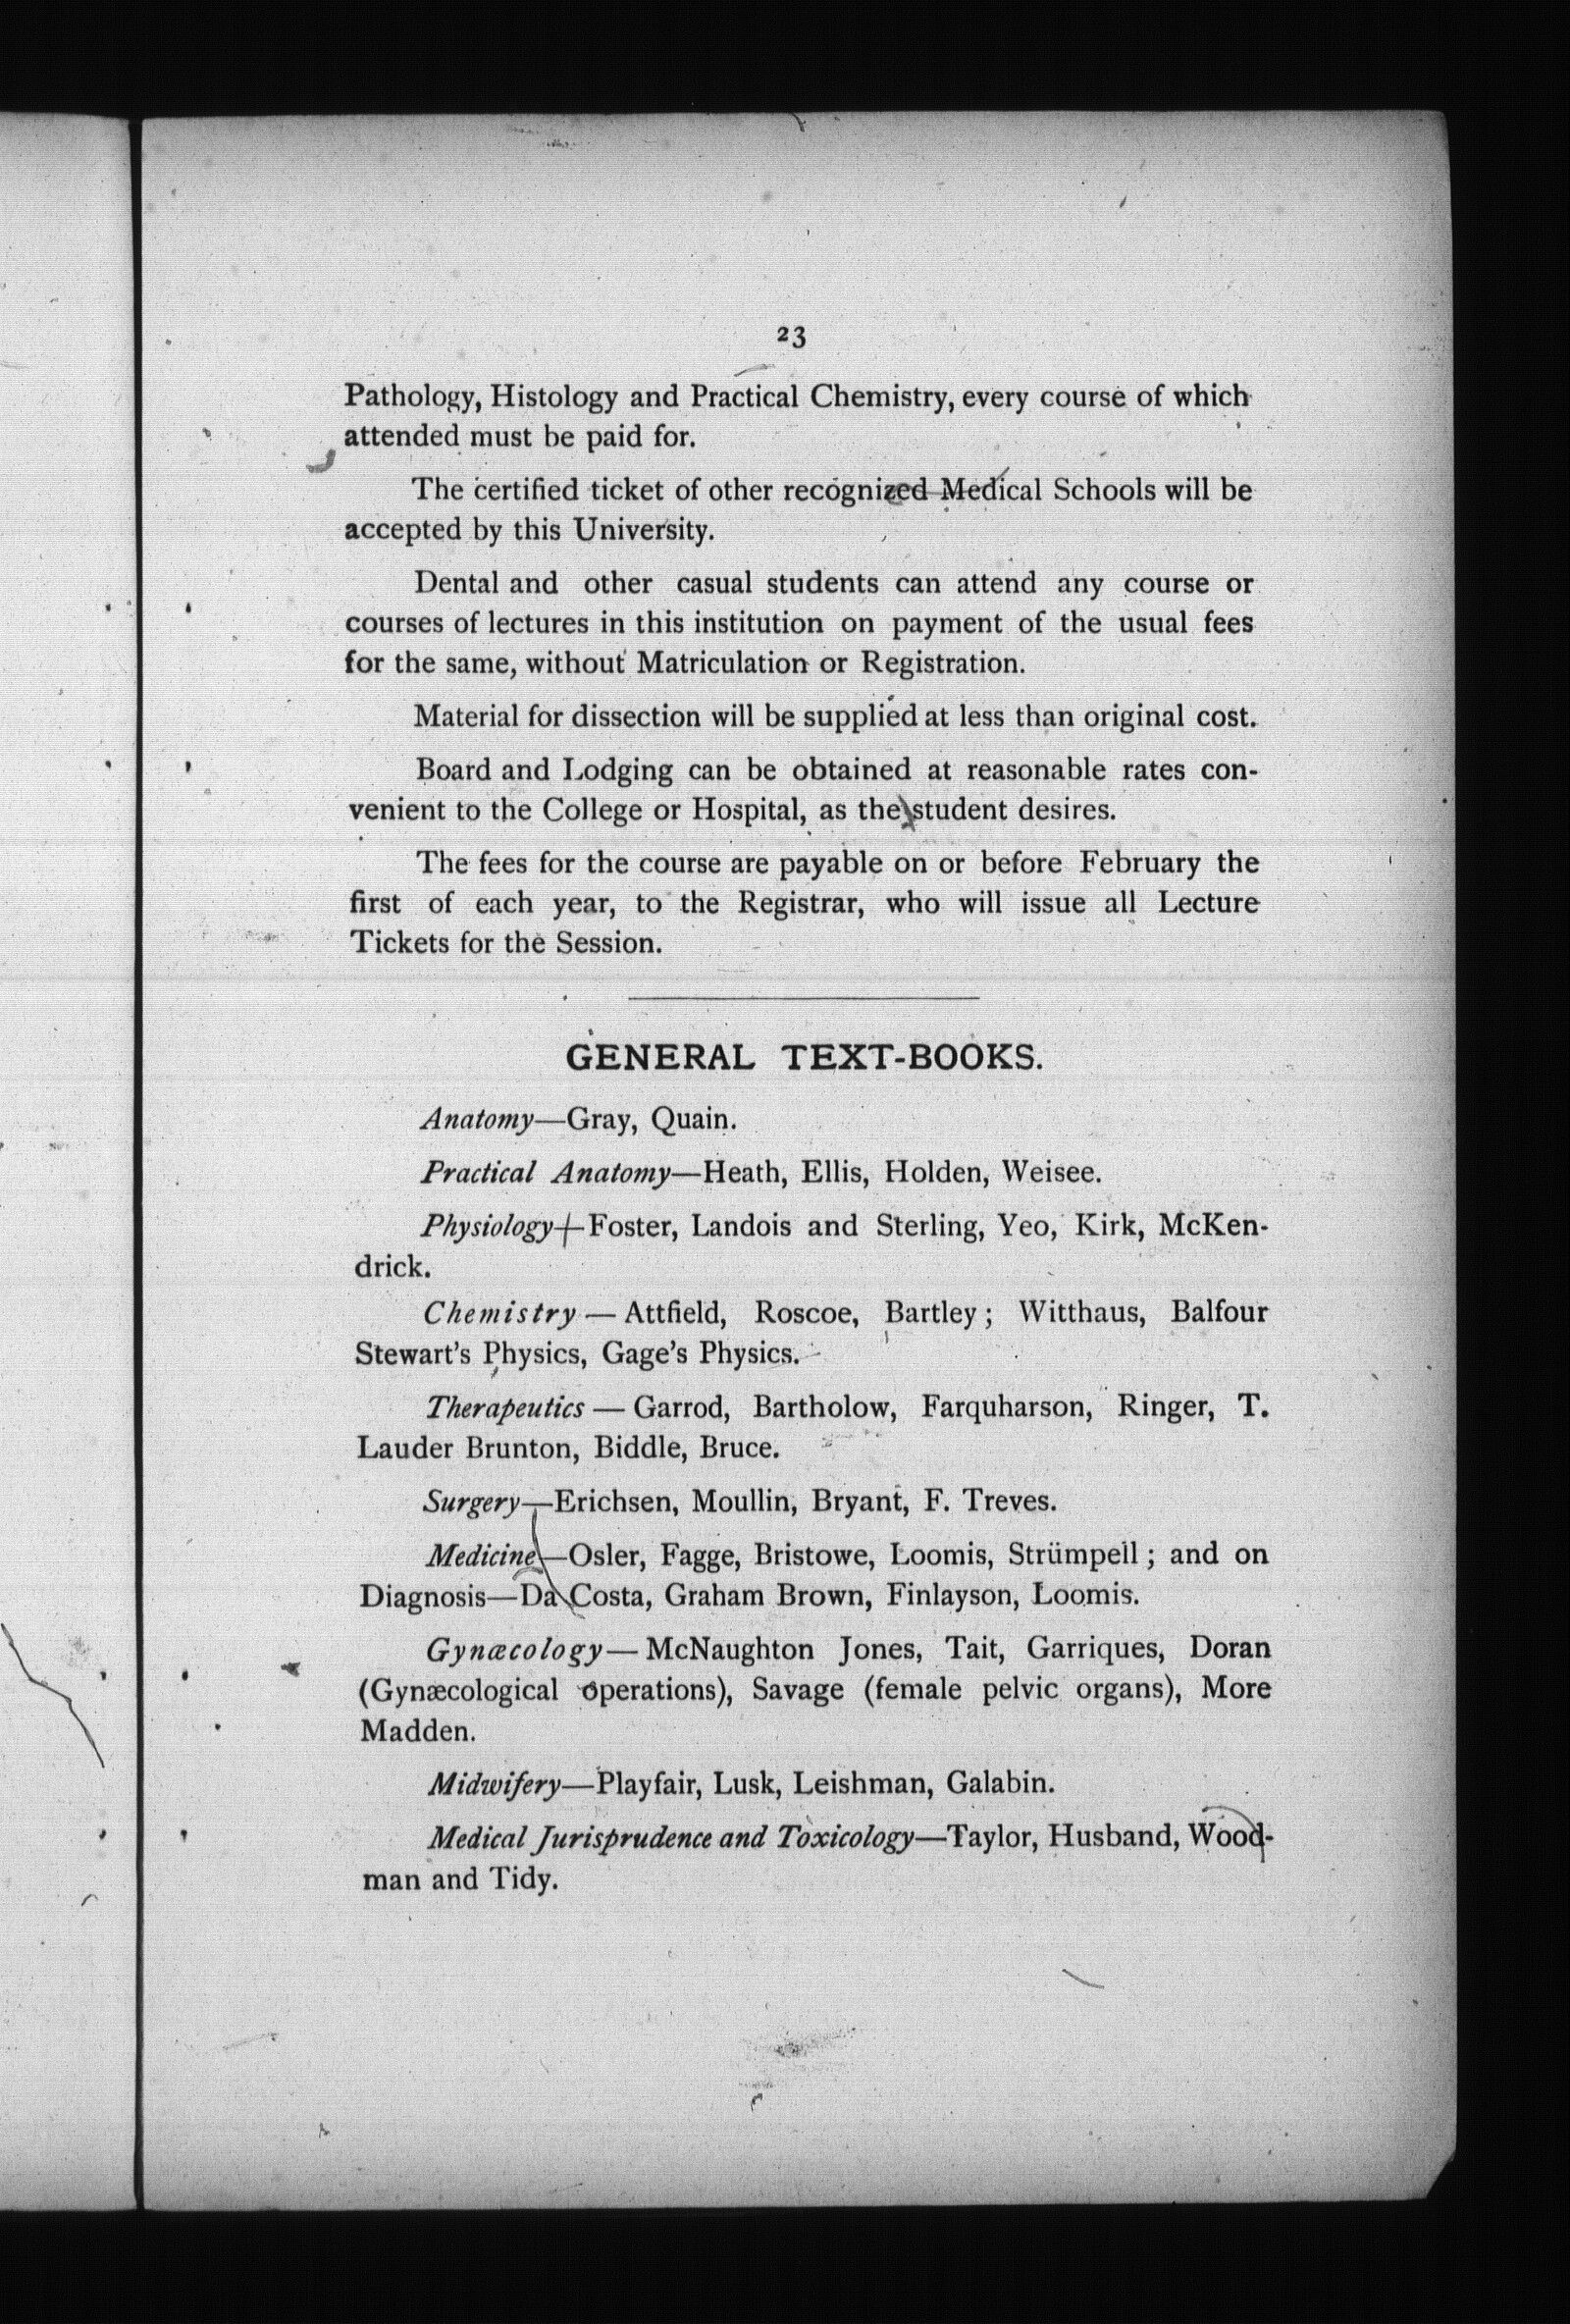 23
Pathology, Histology and Practical Chemistry, every course of which
attended must be paid for.
The certified ticket of other recognized Medical Schools will be
accepted by this University.
Dental and other casual students can attend any course or
courses of lectures in this institution on payment of the usual fees
for the same, without Matriculation or Registration.
Material for dissection will be supplied at less than original cost.
Board and Lodging can be obtained at reasonable rates con-
venient to the College or Hospital, as the student desires.
The fees for the course are payable on or before February the
first of each year, to the Registrar, who will issue all Lecture
Tickets for the Session.
GENERAL TEXT-BOOKS.
Anatomy—Gray, Quain.
Practical Anatomy—Heath, Ellis, Holden, Weisee.
Physiology—Foster, Landois and Sterling, Yeo, Kirk, McKen-
drick.
Chemistry — Attfield, Roscoe, Bartley; Witthaus, Balfour
Stewart's Physics, Gage's Physics.
Therapeutics — Garrod, Bartholow, Farquharson, Ringer, T.
Lauder Brunton, Biddle, Bruce.
Surgery—Erichsen, Moullin, Bryant, F. Treves.
Medicine—Osler, Fagge, Bristowe, Loomis, Strümpell; and on
Diagnosis—Da Costa, Graham Brown, Finlayson, Loomis.
Gynæcology— McNaughton Jones, Tait, Garriques, Doran
(Gynæcological operations), Savage (female pelvic organs), More
Madden.
Midwifery—Playfair, Lusk, Leishman, Galabin.
Medical Jurisprudence and Toxicology—Taylor, Husband, Wood-
man and Tidy.